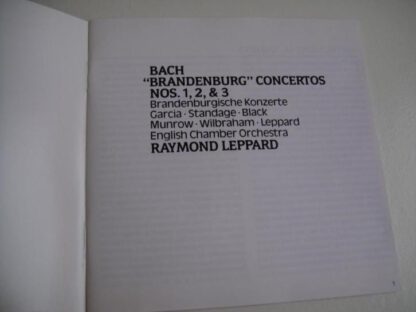 BACH
"BRANDENBURG" CONCERTOS
NOS. 1, 2, & 3
Brandenburgische Konzerte
Garcia · Standage · Black
Munrow · Wilbraham · Leppard
English Chamber Orchestra
RAYMOND LEPPARD